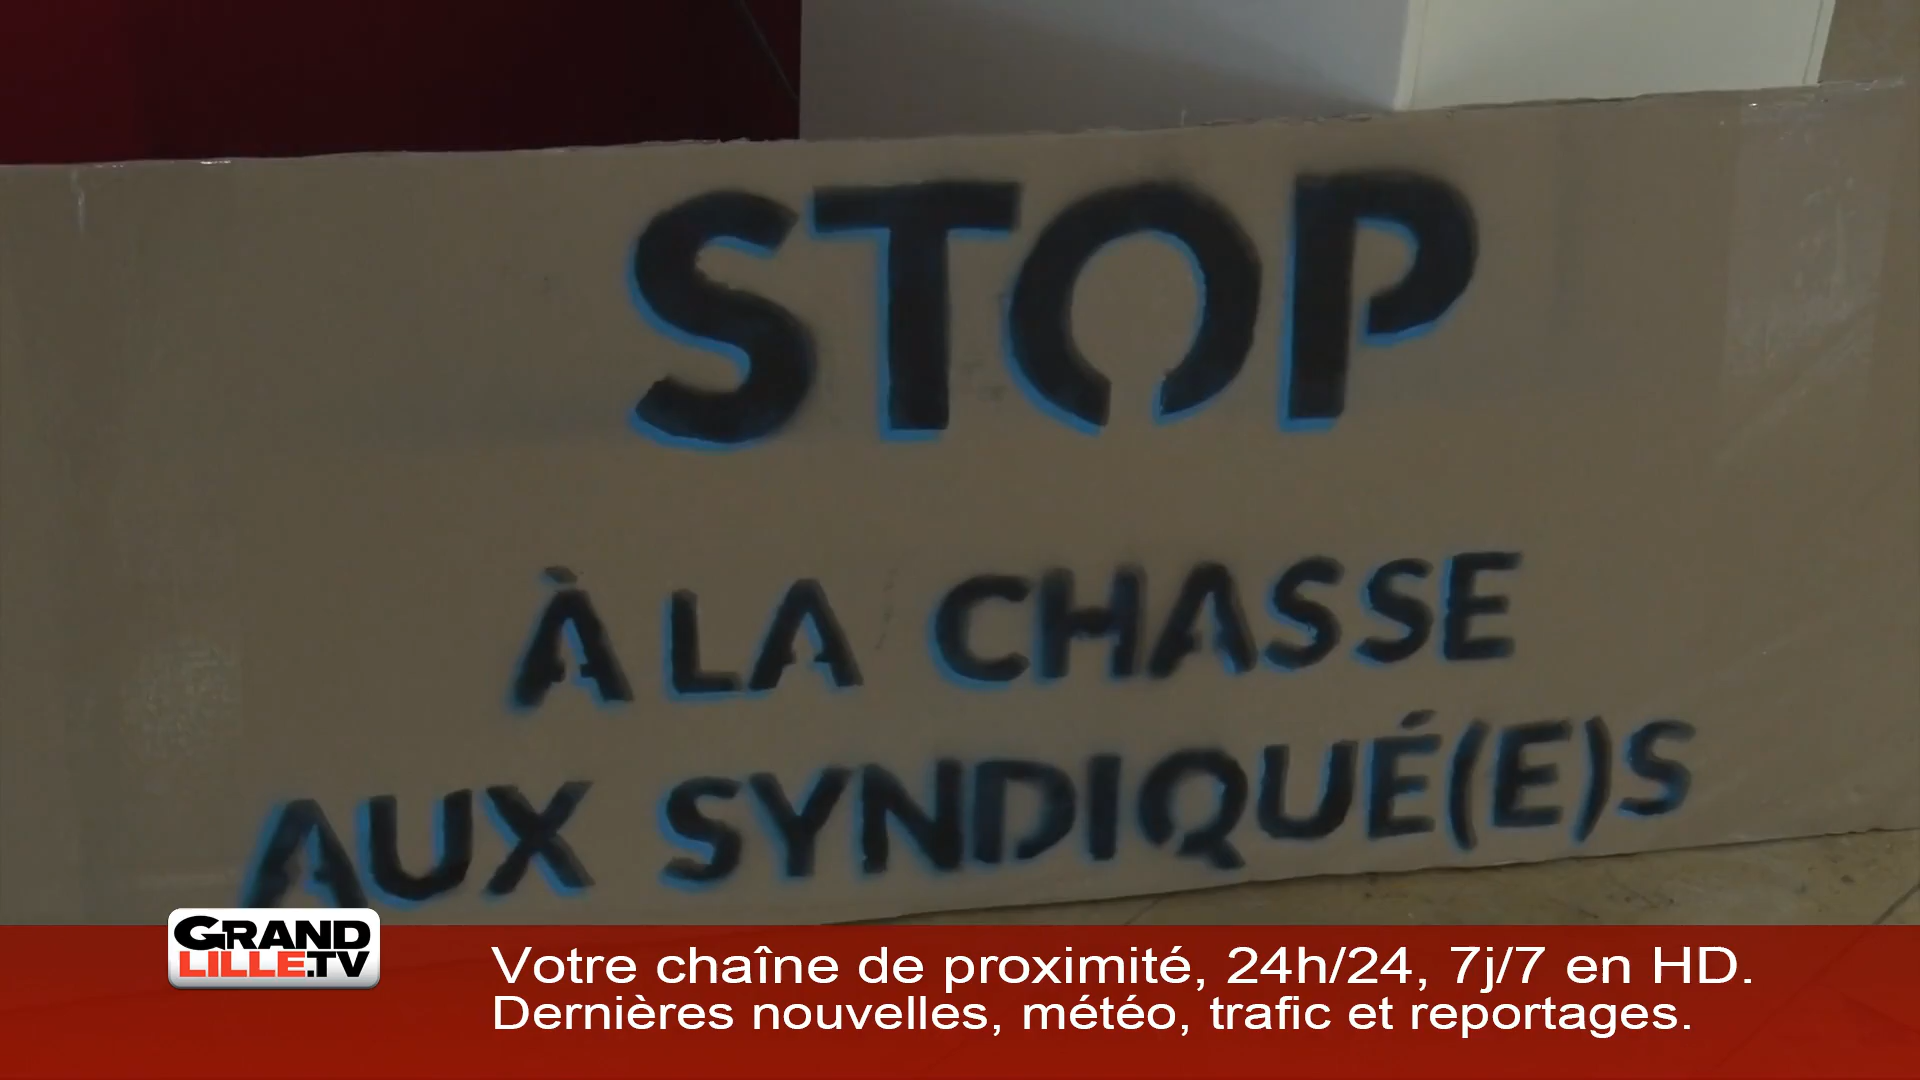 STOP
À LA CHASSE
AUX SYNDIQUÉ(E)S
GRAND
LILLE.TV
Votre chaîne de proximité, 24h/24, 7j/7 en HD.
Dernières nouvelles, météo, trafic et reportages.